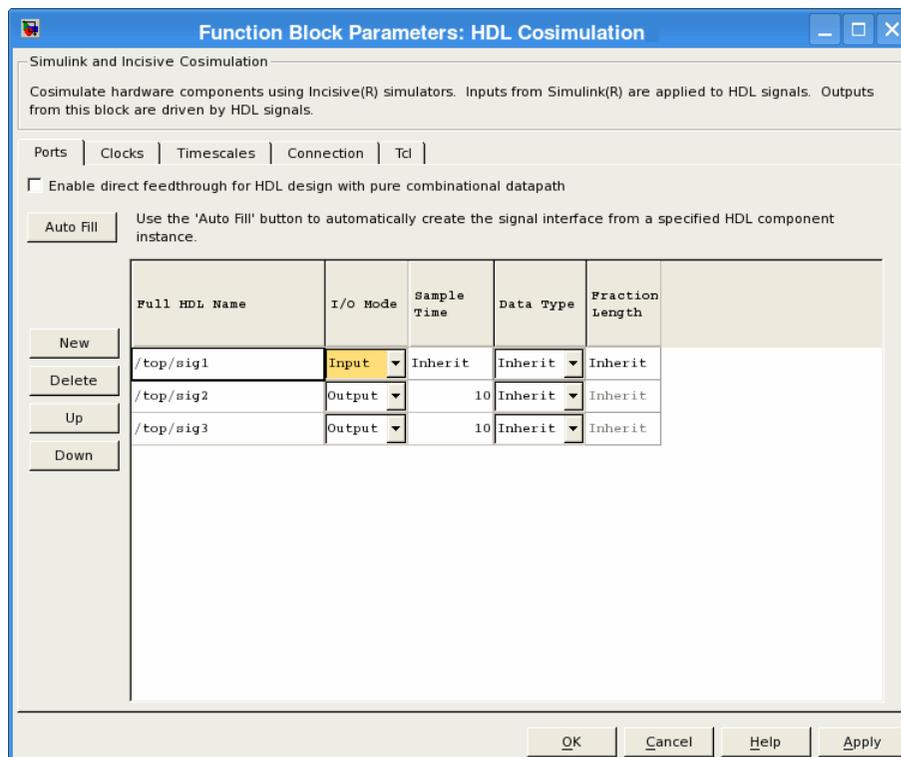 Function Block Parameters: HDL Cosimulation
Simulink and Incisive Cosimulation
Cosimulate hardware components using Incisive(R) simulators. Inputs from Simulink(R) are applied to HDL signals. Outputs
from this block are driven by HDL signals.
Ports Clocks Timescales Connection Tcl
Enable direct feedthrough for HDL design with pure combinational datapath
Auto Fill
Use the 'Auto Fill' button to automatically create the signal interface from a specified HDL component
instance.
Full HDL Name I/O Mode Sample Time Data Type Fraction Length
/top/sig1 Input Inherit Inherit Inherit
/top/sig2 Output 10 Inherit Inherit
/top/sig3 Output 10 Inherit Inherit
New
Delete
Up
Down
OK Cancel Help Apply